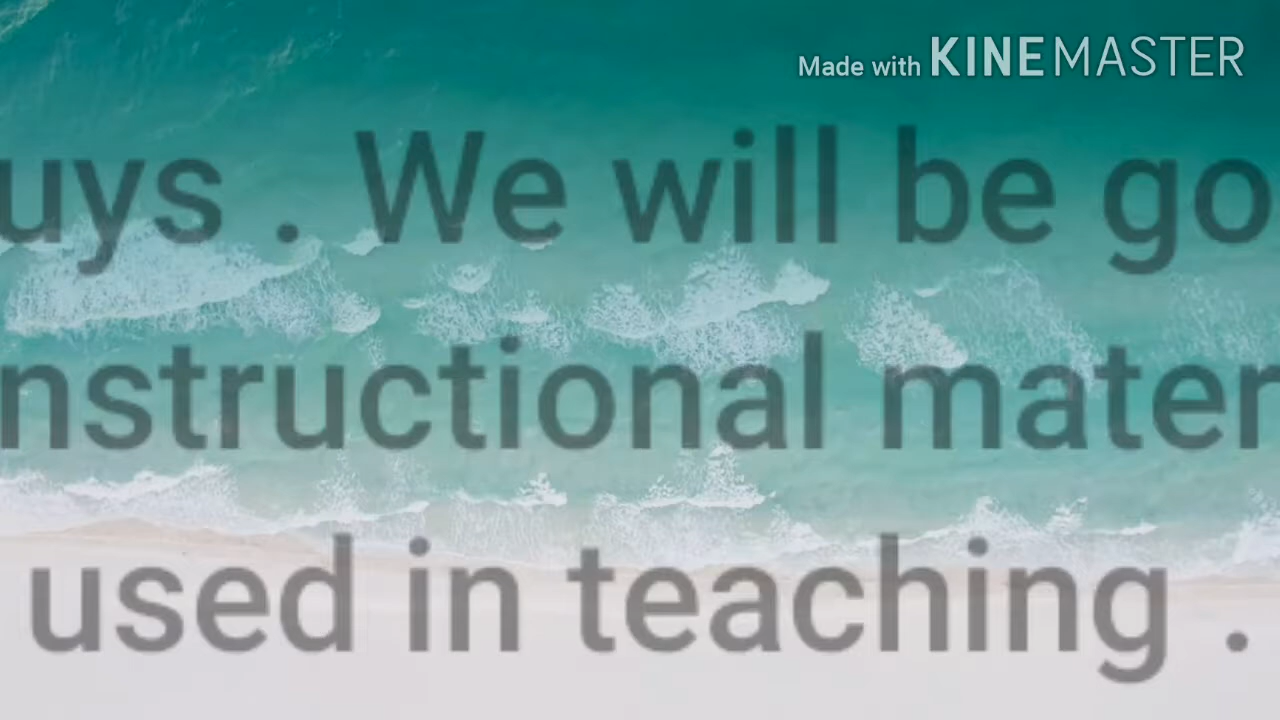 Made with KINEMASTER
uys . We will be go
nstructional mater
used in teaching .